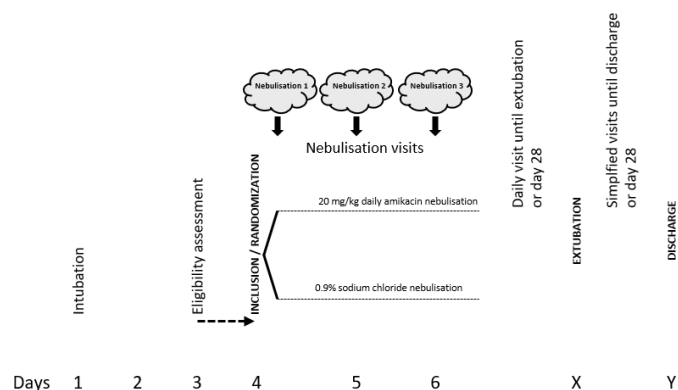 Nebulisation 1
Nebulisation 2
Nebulisation 3
Nebulisation visits
Intubation
Eligibility assessment
INCLUSION / RANDOMIZATION
20 mg/kg daily amikacin nebulisation
0.9% sodium chloride nebulisation
Daily visit until extubation
or day 28
EXTUBATION
Simplfied visits until discharge
or day 28
DISCHARGE
Days 1 2 3 4 5 6 X Y